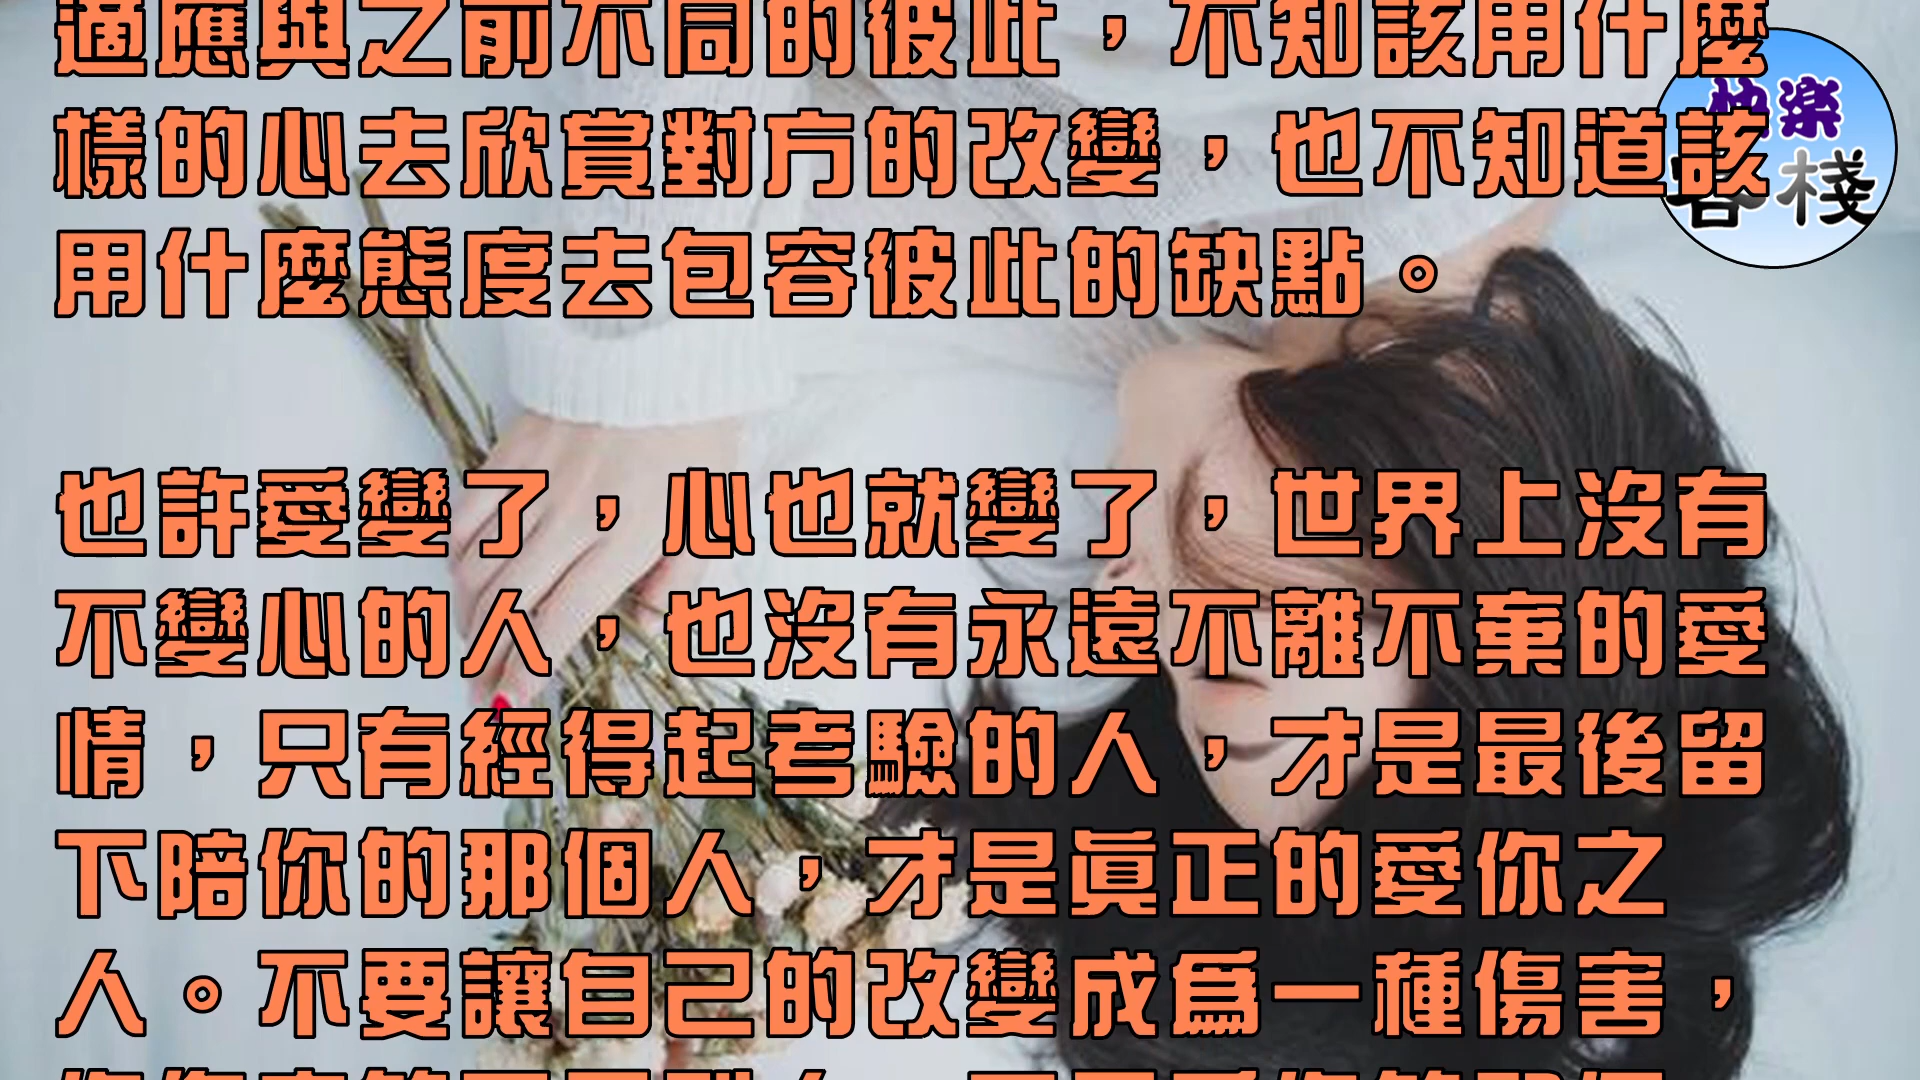 適應與之前不同的彼此，不知該用什麼
樣的心去欣賞對方的改變，也不知道該
用什麼態度去包容彼此的缺點。
快樂
客棧
也許愛變了，心也就變了，世界上沒有
不變心的人，也沒有永遠不離不棄的愛
情，只有經得起考驗的人，才是最後留
下陪你的那個人，才是真正的愛你之
人。不要讓自己的改變成為一種傷害，